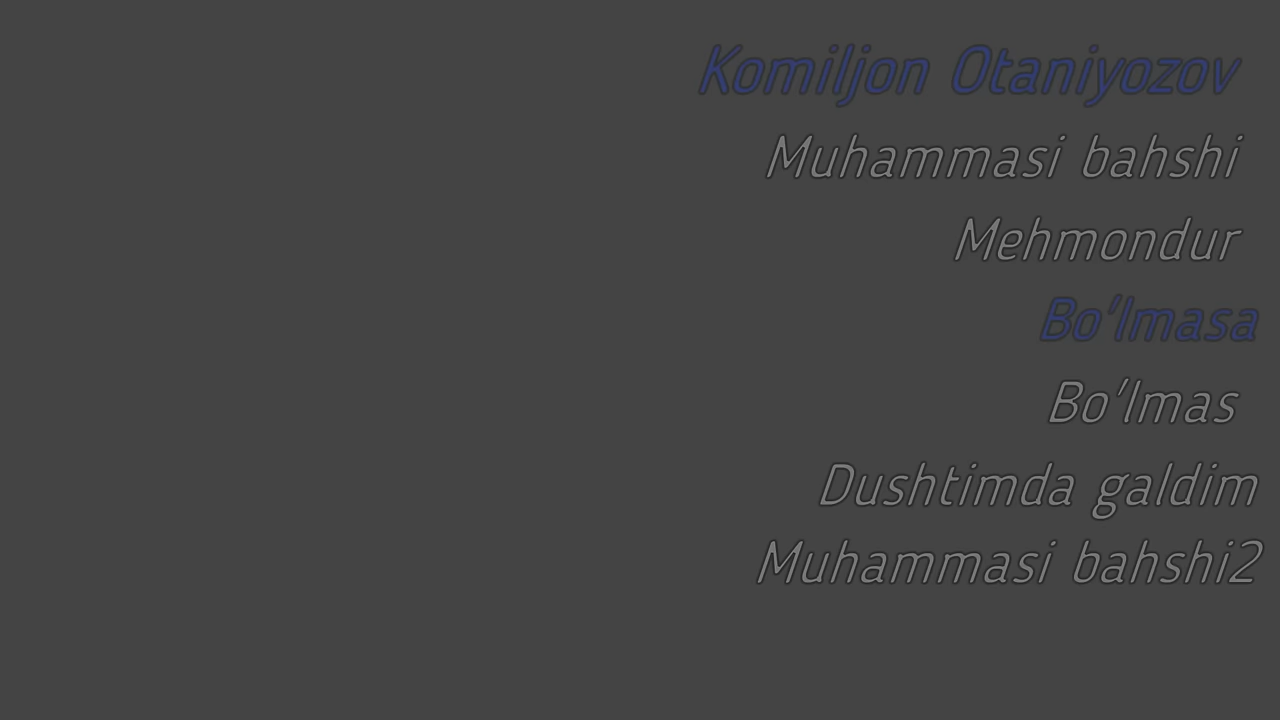 Komiljon Otaniyozov
Muhammasi bahshi
Mehmondur
Bo'lmasa
Bo'lmas
Dushtimda galdim
Muhammasi bahshi2